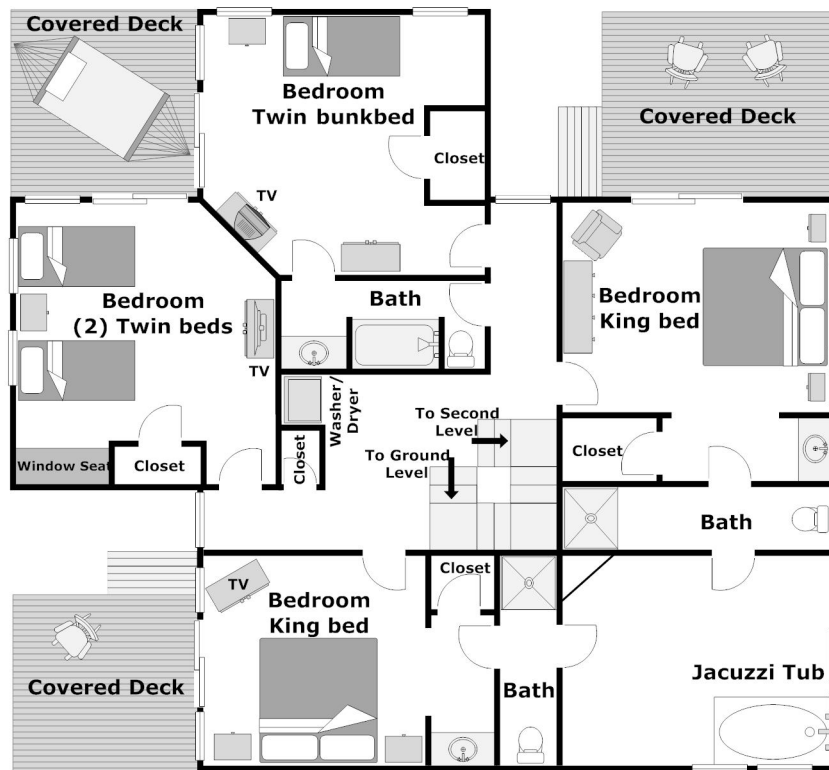 Covered Deck
Bedroom
Twin bunkbed
Closet
TV
Covered Deck
Bedroom
(2) Twin beds
TV
Window Seat
Closet
Bath
Washer/
Dryer
Closet
To Second
Level
To Ground
Level
Bedroom
King bed
Closet
Bath
Covered Deck
TV
Bedroom
King bed
Closet
Bath
Jacuzzi Tub